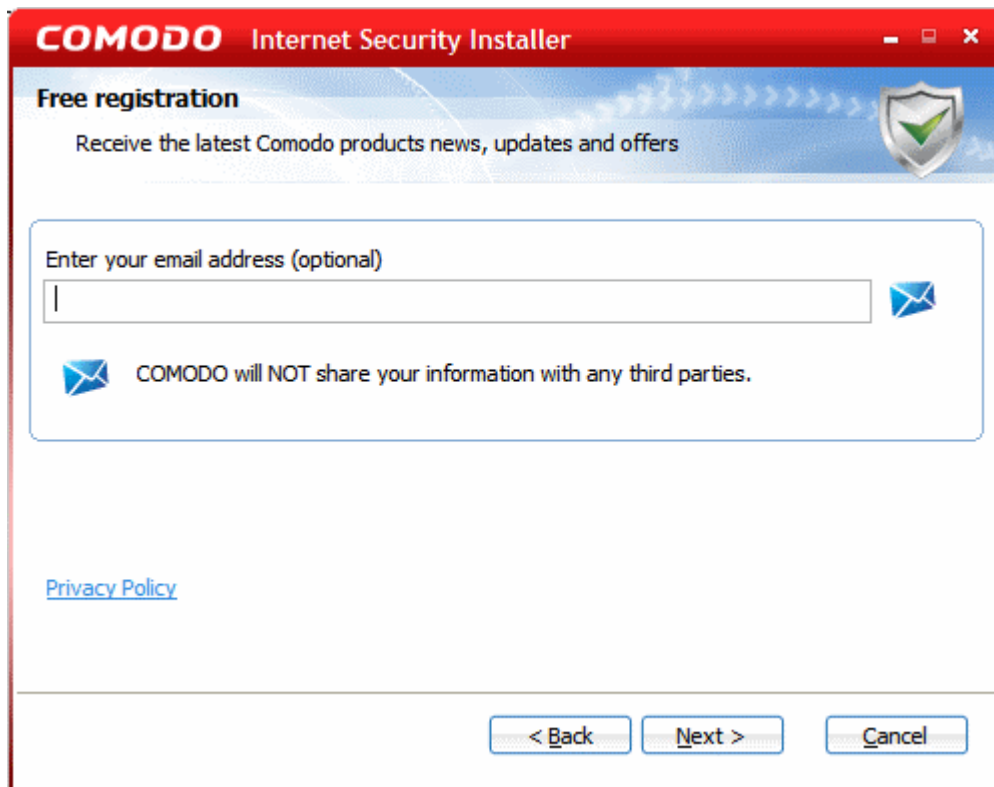 COMODO Internet Security Installer
Free registration
Receive the latest Comodo products news, updates and offers
Enter your email address (optional)
COMODO will NOT share your information with any third parties.
Privacy Policy
< Back Next > Cancel